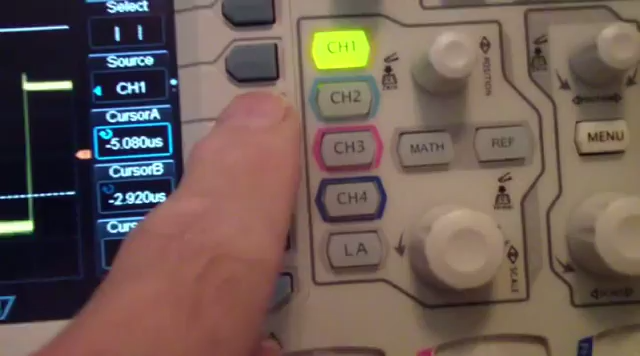 Select
Source
CH1
CursorA
-5.080us
CursorB
-2.920us
Curs
CH1
CH2
CH3
CH4
LA
MATH
REF
POSITION
SCALE
MENU